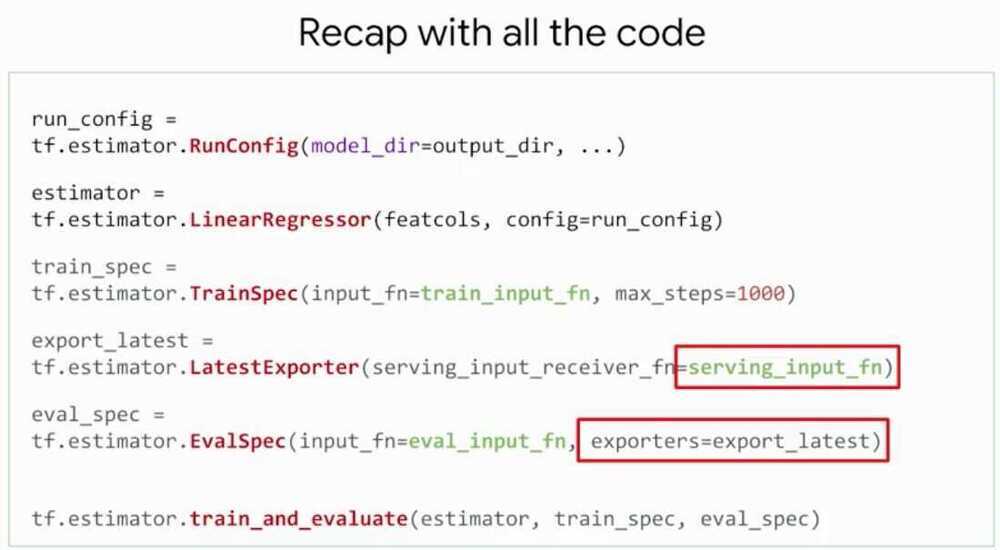 Recap with all the code
run_config =
tf.estimator.RunConfig(model_dir=output_dir, ...)
estimator =
tf.estimator.LinearRegressor(featcols, config=run_config)
train_spec =
tf.estimator.TrainSpec(input_fn=train_input_fn, max_steps=1000)
export_latest =
tf.estimator.LatestExporter(serving_input_receiver_fn=serving_input_fn)
eval_spec =
tf.estimator.EvalSpec(input_fn=eval_input_fn, exporters=export_latest)
tf.estimator.train_and_evaluate(estimator, train_spec, eval_spec)